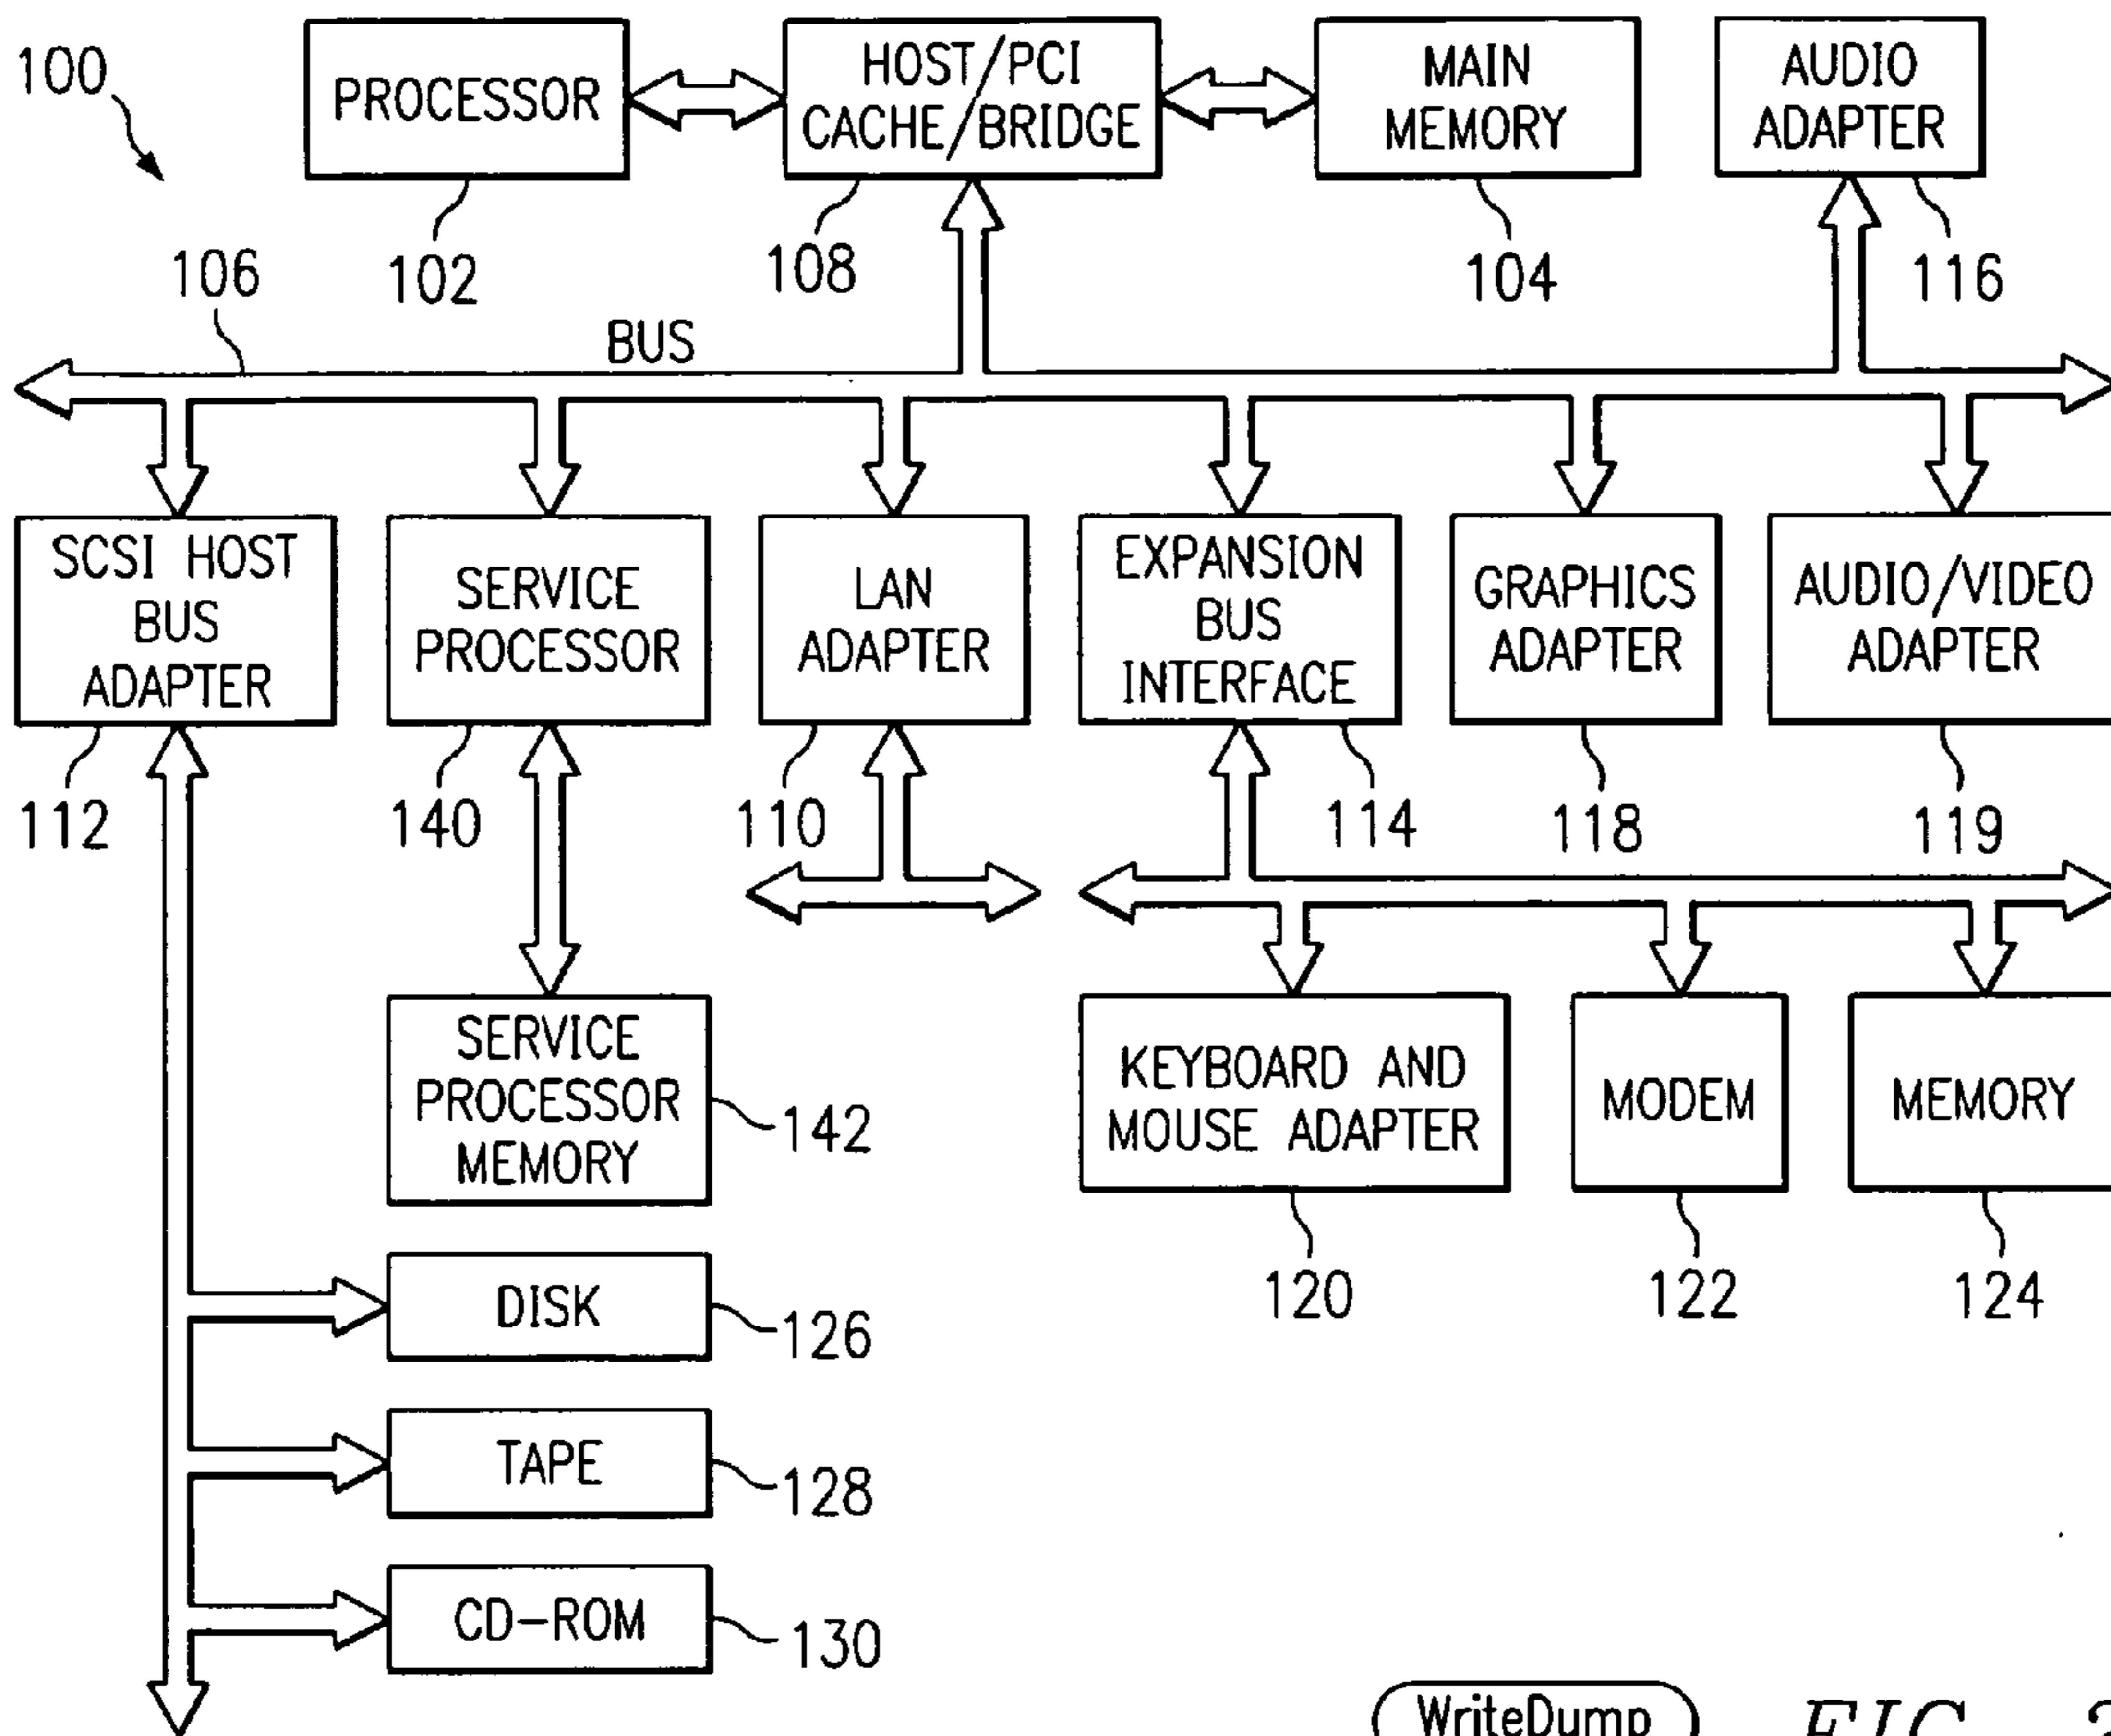 100
PROCESSOR
HOST/PCI
CACHE/BRIDGE
MAIN
MEMORY
AUDIO
ADAPTER
102
108
104
116
106
BUS
SCSI HOST
BUS
ADAPTER
SERVICE
PROCESSOR
LAN
ADAPTER
EXPANSION
BUS
INTERFACE
GRAPHICS
ADAPTER
AUDIO/VIDEO
ADAPTER
112
140
110
114
118
119
SERVICE
PROCESSOR
MEMORY
142
KEYBOARD AND
MOUSE ADAPTER
MODEM
MEMORY
120
122
124
DISK
126
TAPE
128
CD-ROM
130
WriteDump
FIG.